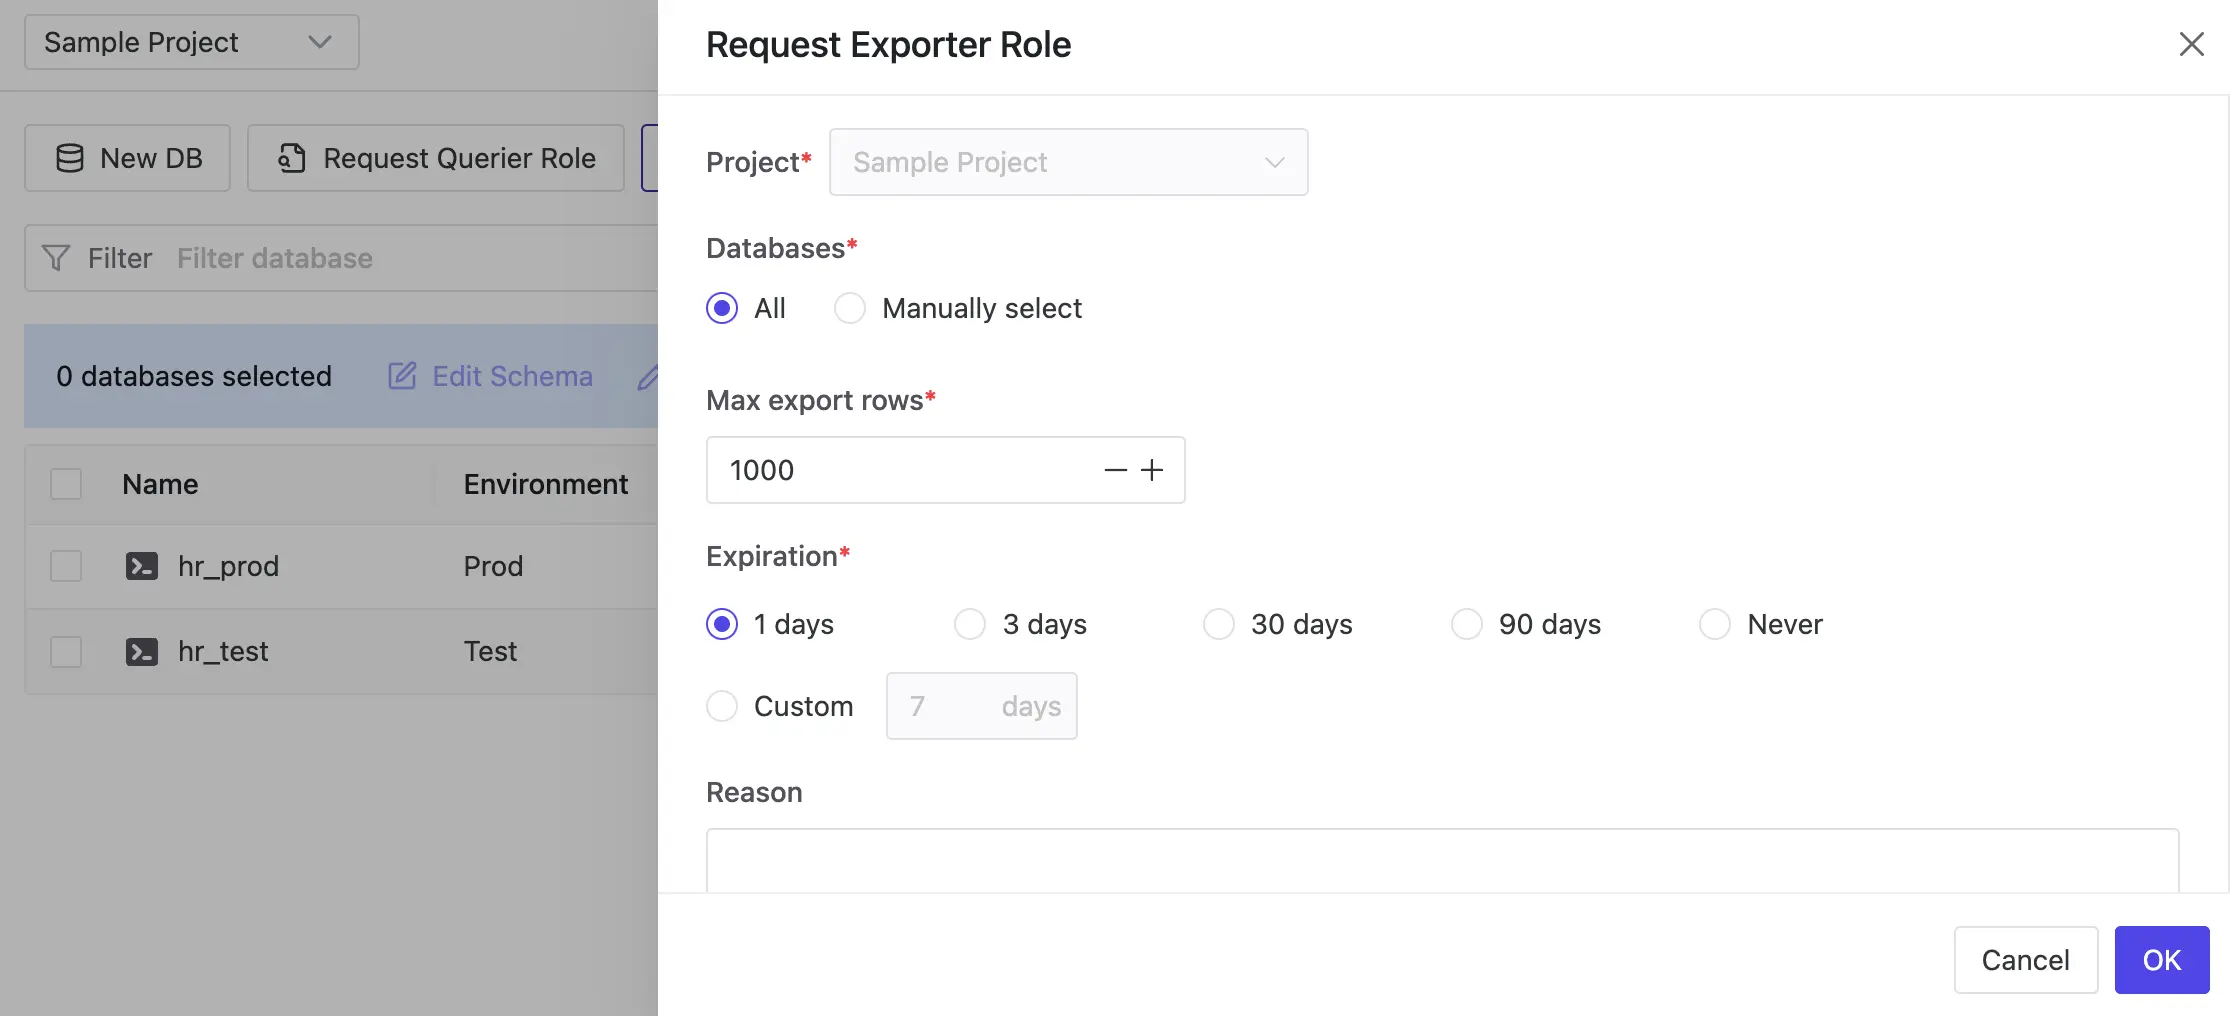 Sample Project
New DB
Request Querier Role
Filter Filter database
0 databases selected Edit Schema
Name Environment
hr_prod Prod
hr_test Test
Request Exporter Role
Project* Sample Project
Databases*
All Manually select
Max export rows*
1000
Expiration*
1 days 3 days 30 days 90 days Never
Custom 7 days
Reason
Cancel OK